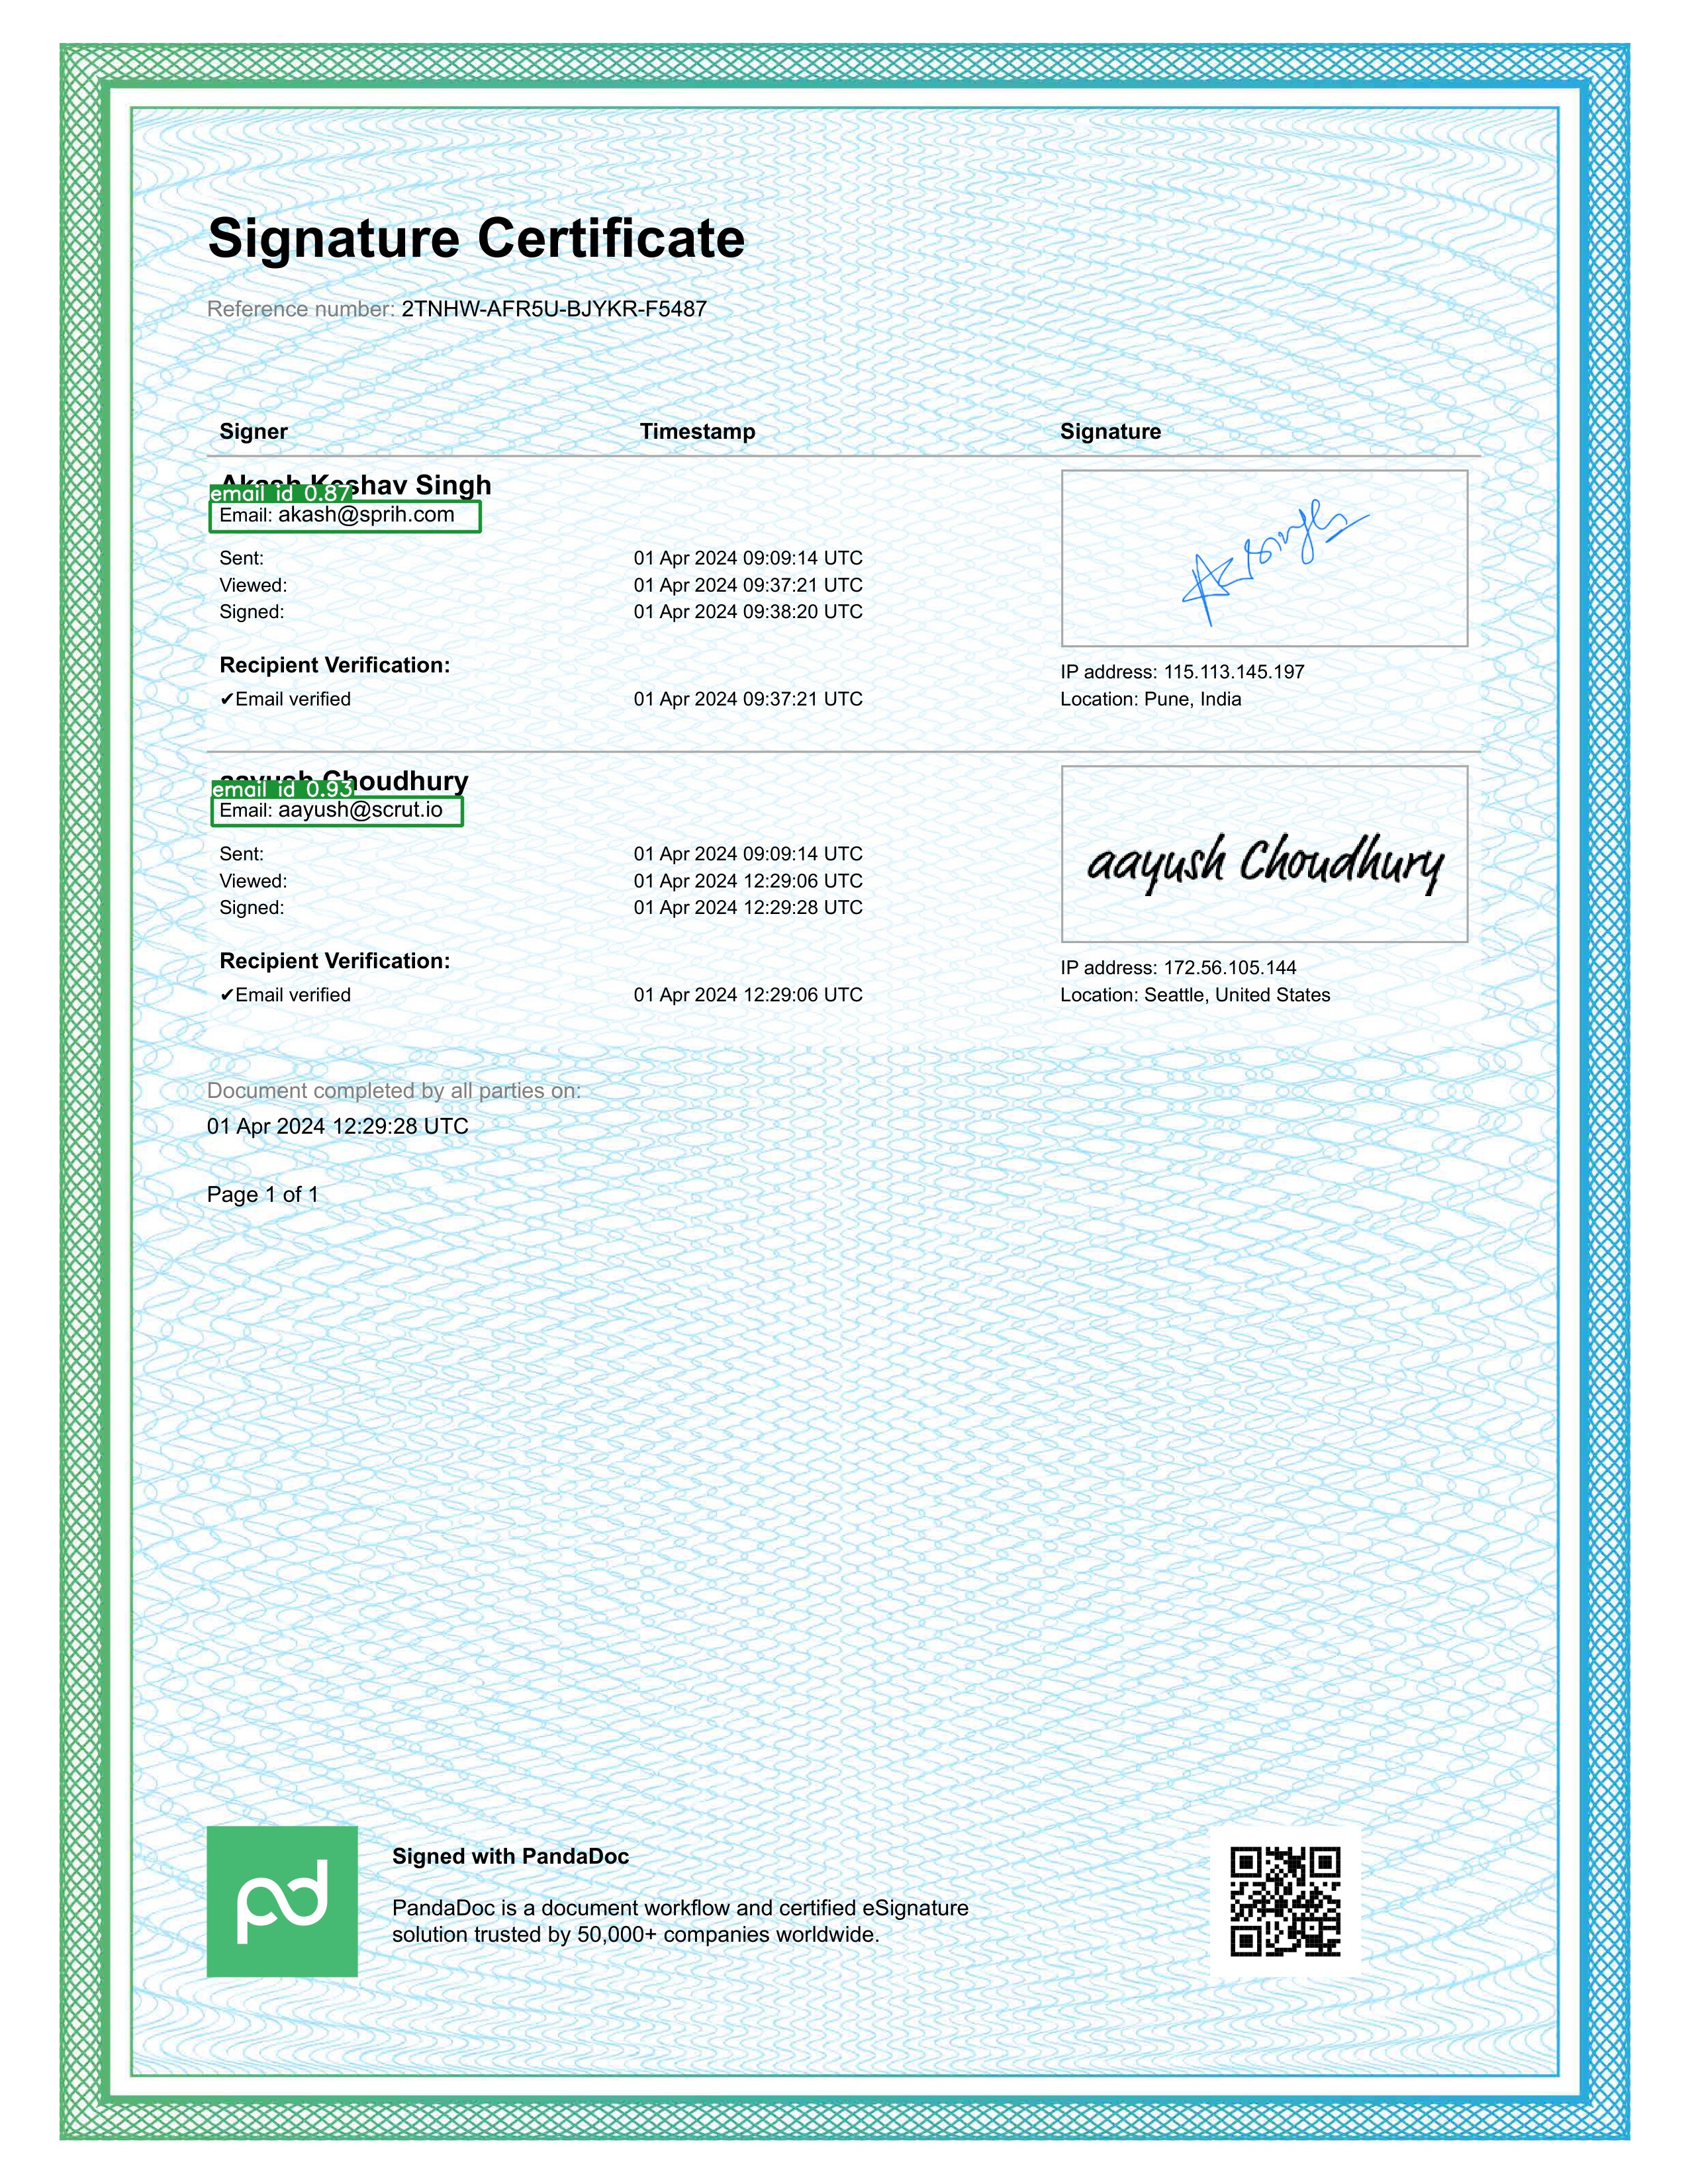 Signature Certificate
Reference number: 2TNHW-AFR5U-BJYKR-F5487
Signer Timestamp Signature
Keshav Singh
email id 0.87
Email: akash@sprih.com
Sent: 01 Apr 2024 09:09:14 UTC
Viewed: 01 Apr 2024 09:37:21 UTC
Signed: 01 Apr 2024 09:38:20 UTC
Recipient Verification:
✔Email verified 01 Apr 2024 09:37:21 UTC
IP address: 115.113.145.197
Location: Pune, India
aayush Choudhury
email id 0.93
Email: aayush@scrut.io
Sent: 01 Apr 2024 09:09:14 UTC
Viewed: 01 Apr 2024 12:29:06 UTC
Signed: 01 Apr 2024 12:29:28 UTC
aayush Choudhury
Recipient Verification:
✔Email verified 01 Apr 2024 12:29:06 UTC
IP address: 172.56.105.144
Location: Seattle, United States
Document completed by all parties on:
01 Apr 2024 12:29:28 UTC
Page 1 of 1
pd
Signed with PandaDoc
PandaDoc is a document workflow and certified eSignature
solution trusted by 50,000+ companies worldwide.